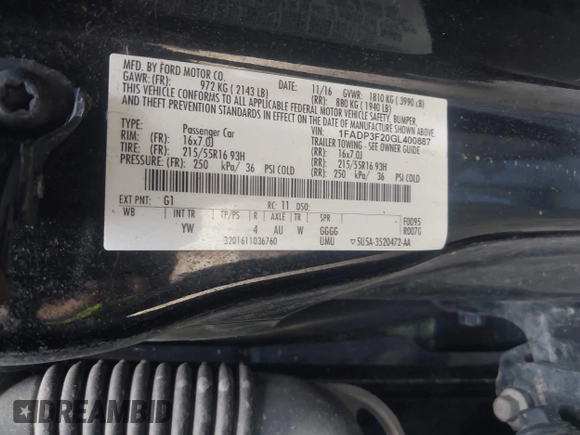 MFD. BY FORD MOTOR CO.
DATE: 11/16 GVWR: 1810 KG ( 3990 LB)
GAWR: (FR): 972 KG ( 2143 LB) (RR): 880 KG ( 1940 LB)
THIS VEHICLE CONFORMS TO ALL APPLICABLE FEDERAL MOTOR VEHICLE SAFETY, BUMPER,
AND THEFT PREVENTION STANDARDS IN EFFECT ON THE DATE OF MANUFACTURE SHOWN ABOVE.
VIN: 1FADP3F20GL400887
TYPE: Passenger Car TRAILER TOWING - SEE OWNER GUIDE
RIM: (FR): 16x7.0J (RR): 16x7.0J
TIRE: (FR): 215/55R16 93H (RR): 215/55R16 93H
PRESSURE: (FR): 250 kPa/ 36 PSI COLD (RR): 250 kPa/ 36 PSI COLD
EXT PNT: G1 RC: 11 DSO: F0095
WB INT TR TP/PS R AXLE TR SPR R0070
YW 4 AU W GGGG
3201611036760 UMU ▼5U5A-3520472-AA
DREAMBID